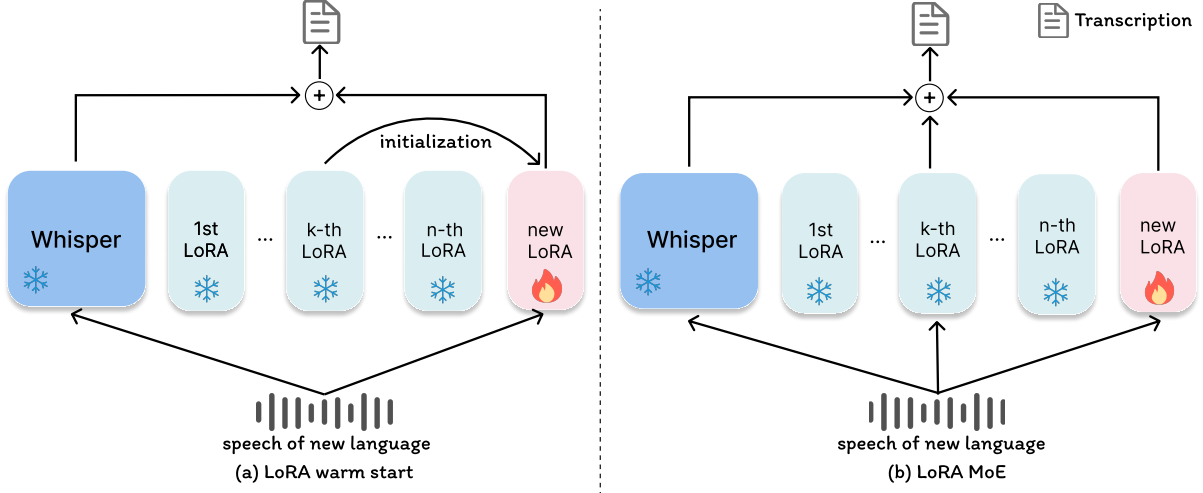 Transcription
initialization
Whisper
1st
LoRA
...
k-th
LoRA
...
n-th
LoRA
new
LoRA
speech of new language
(a) LoRA warm start
+
Whisper
1st
LoRA
...
k-th
LoRA
...
n-th
LoRA
new
LoRA
speech of new language
(b) LoRA MoE
+